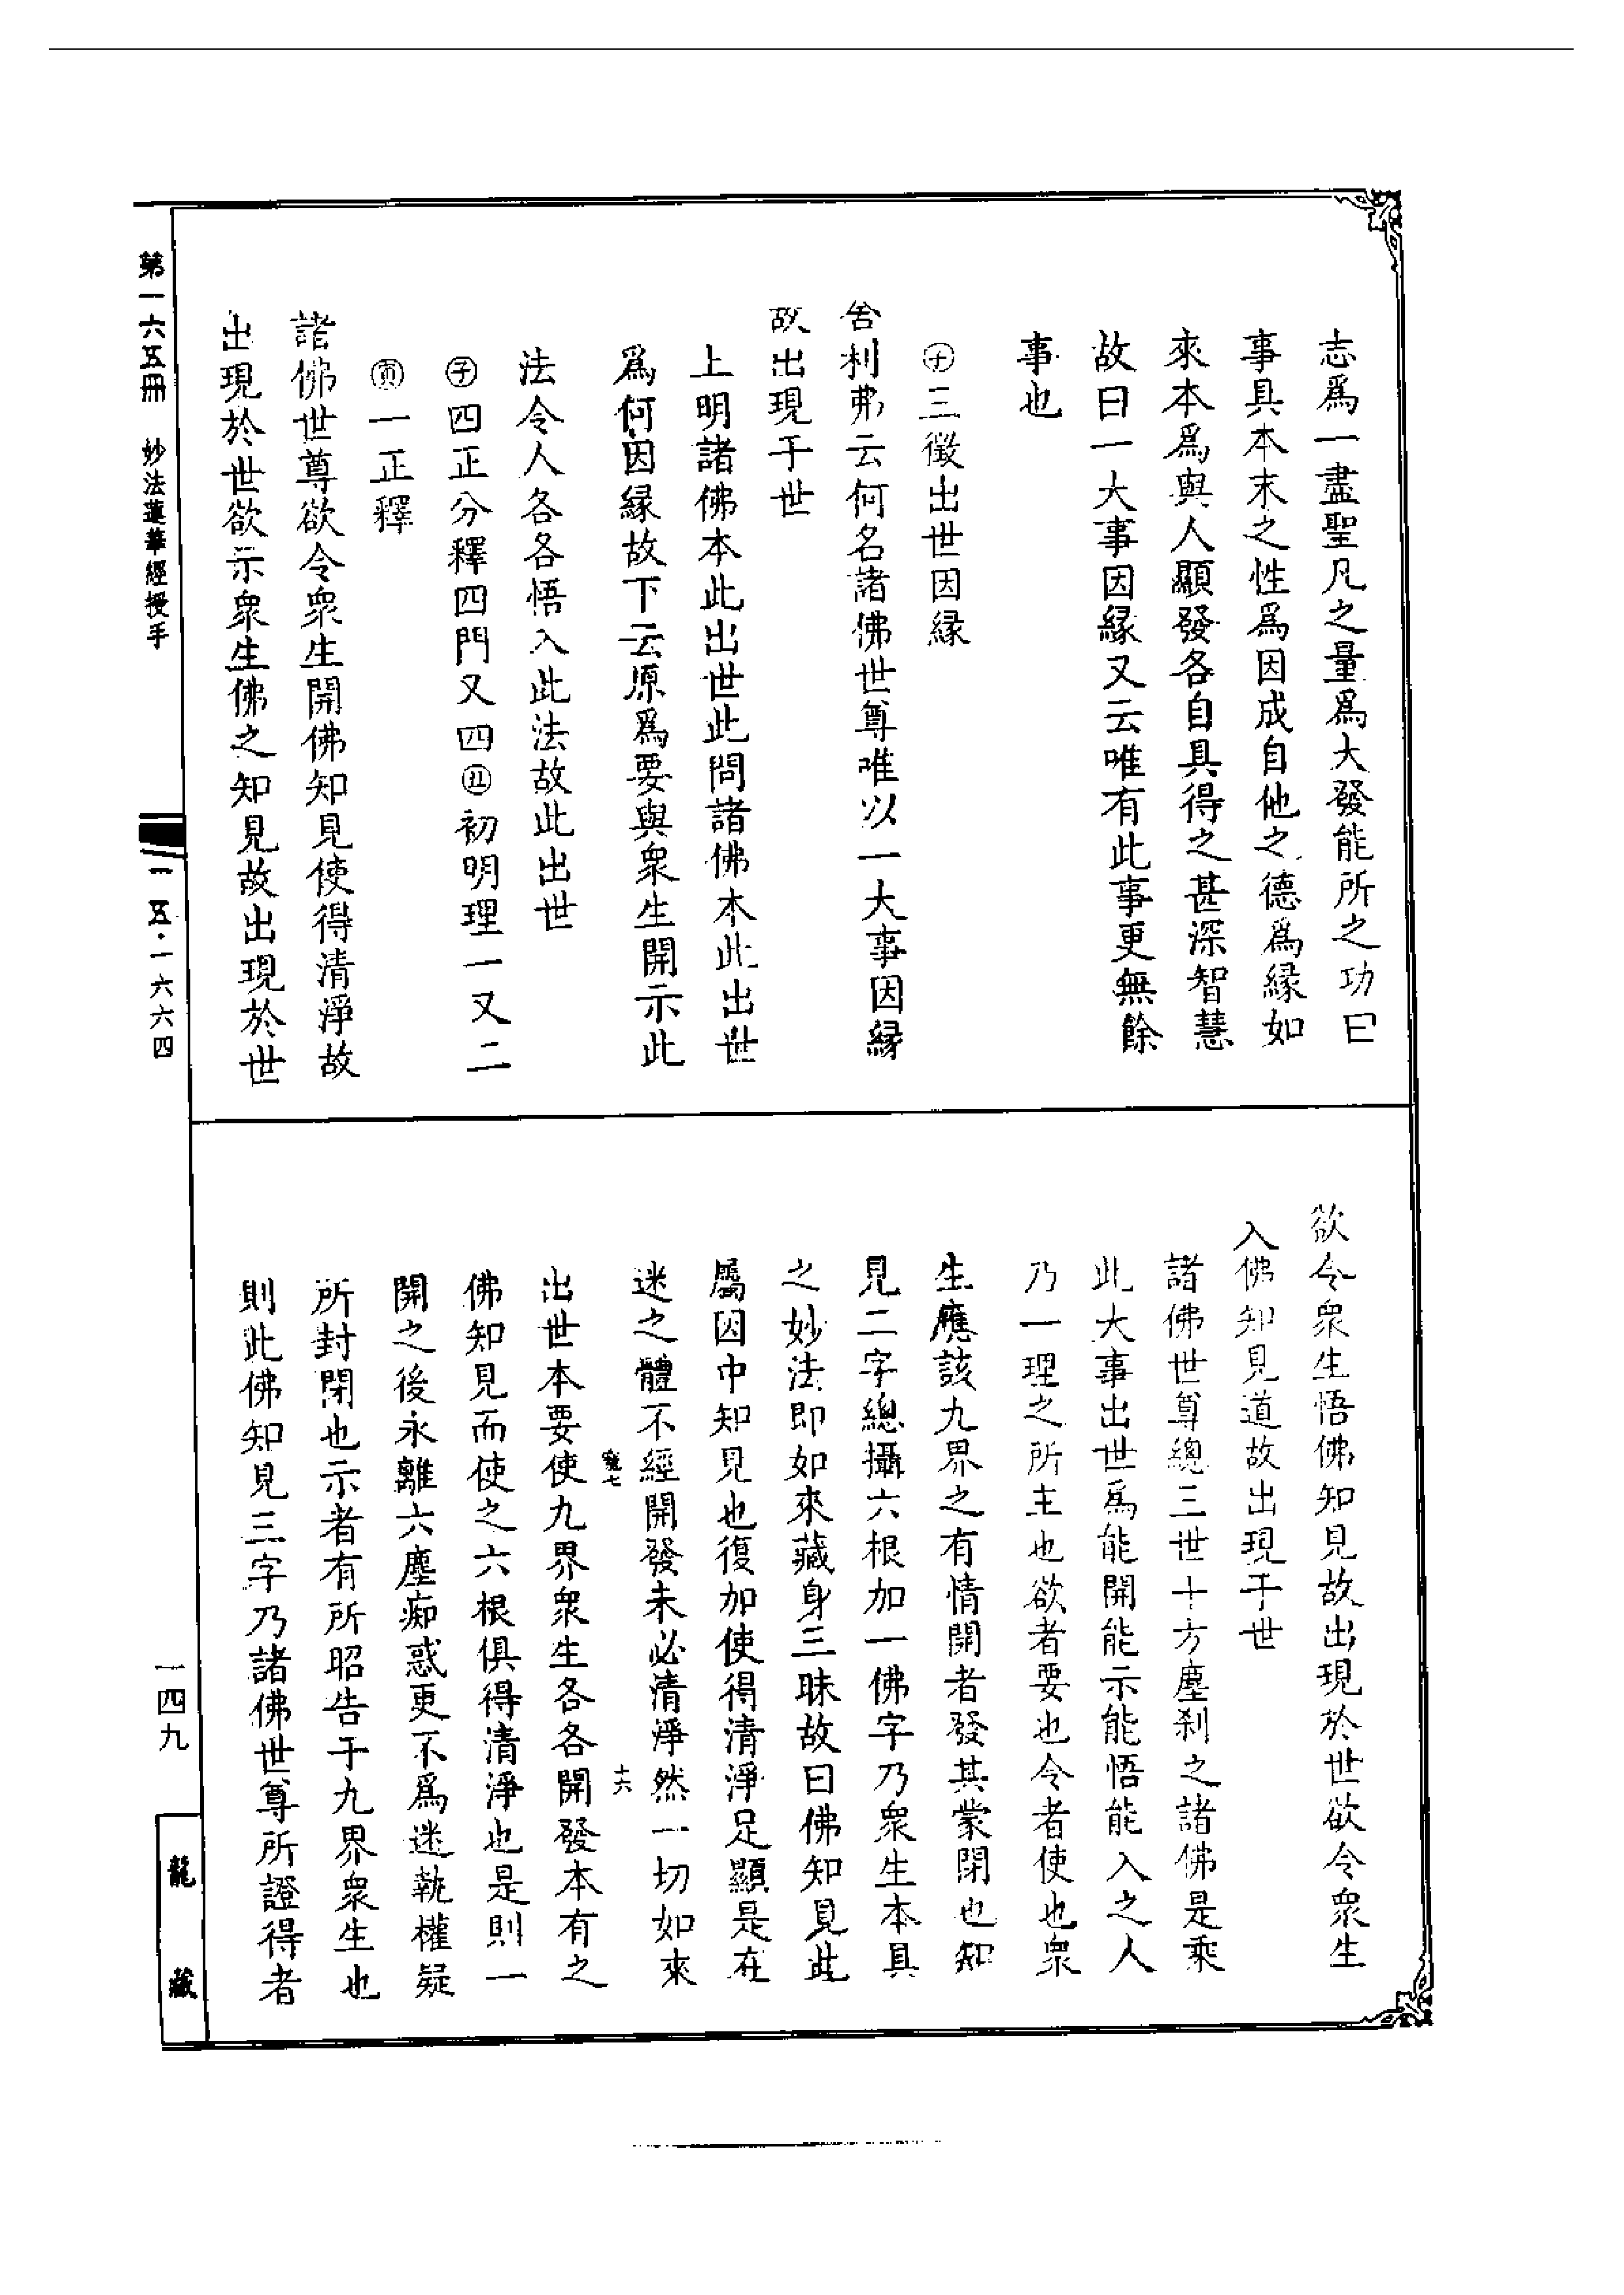 志爲一盡聖凡之量爲大發能所之功曰
事具本末之性爲因成自他之德爲緣如
來本爲與人顯發各自具得之甚深智慧
故曰一大事因緣又云唯有此事更無餘
事也
㊉三徵出世因緣
舍利弗云何名諸佛世尊唯以一大事因緣
故出現于世
上明諸佛本此出世此問諸佛本此出世
爲何因緣故下云原爲要與衆生開示此
法令人各各悟入此法故此出世
子四正分釋四門又四丑初明理一又二
寅一正釋
諸佛世尊欲令衆生開佛知見使得清淨故
出現於世欲示衆生佛之知見故出現於世
欲令衆生悟佛知見故出現於世欲令衆生
入佛知見道故出現于世
諸佛世尊總三世十方塵刹之諸佛是乘
此大事出世爲能開能示能悟能入之人
乃一理之所主也欲者要也令者使也衆
生應該九界之有情開者發其蒙閉也知
見二字總攝六根加一佛字乃衆生本具
之妙法即如來藏身三昧故曰佛知見此
屬因中知見也復加使得清淨足顯是在
迷之體不經開發未必清淨然一切如來
出世本要使九界衆生各各開發本有之
佛知見而使之六根俱得清淨也是則一
開之後永離六塵痴惑更不爲迷執權疑
所封閉也示者有所昭告于九界衆生也
則此佛知見三字乃諸佛世尊所證得者
七
十六
第一六五冊 妙法蓮華經授手
一五·一六六四
一四九
龍藏